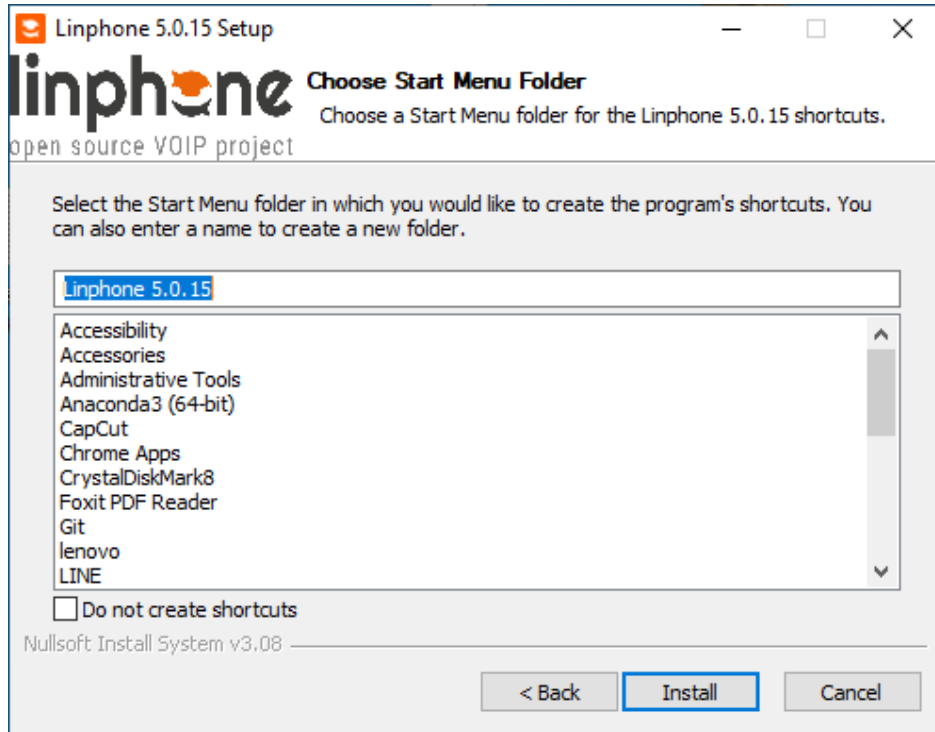 Linphone 5.0.15 Setup
linphone
open source VOIP project
Choose Start Menu Folder
Choose a Start Menu folder for the Linphone 5.0.15 shortcuts.
Select the Start Menu folder in which you would like to create the program's shortcuts. You
can also enter a name to create a new folder.
Linphone 5.0.15
Accessibility
Accessories
Administrative Tools
Anaconda3 (64-bit)
CapCut
Chrome Apps
CrystalDiskMark8
Foxit PDF Reader
Git
lenovo
LINE
Do not create shortcuts
Nullsoft Install System v3.08
< Back
Install
Cancel